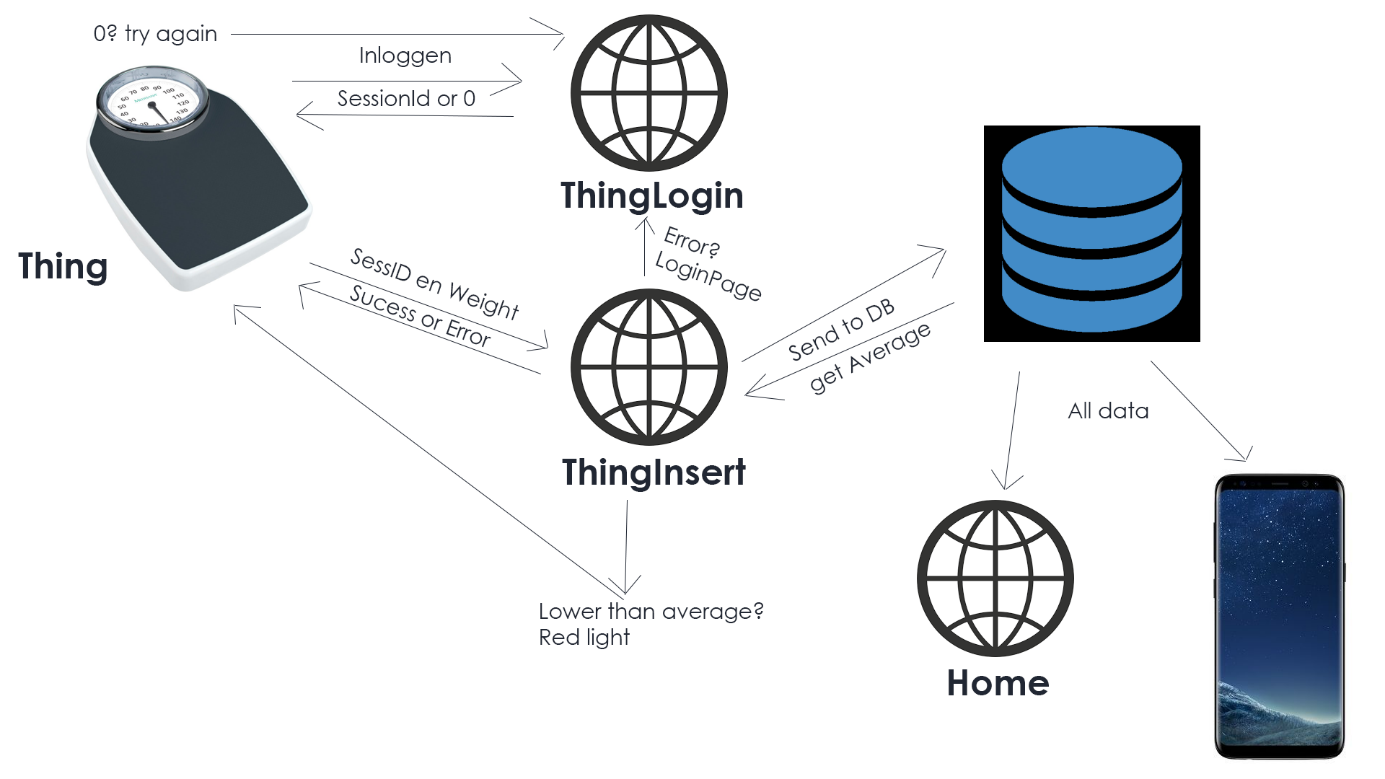 0? try again
Inloggen
SessionId or 0
ThingLogin
Thing
SessID en Weight
Sucess or Error
Error?
LoginPage
Send to DB
get Average
ThingInsert
All data
Lower than average?
Red light
Home